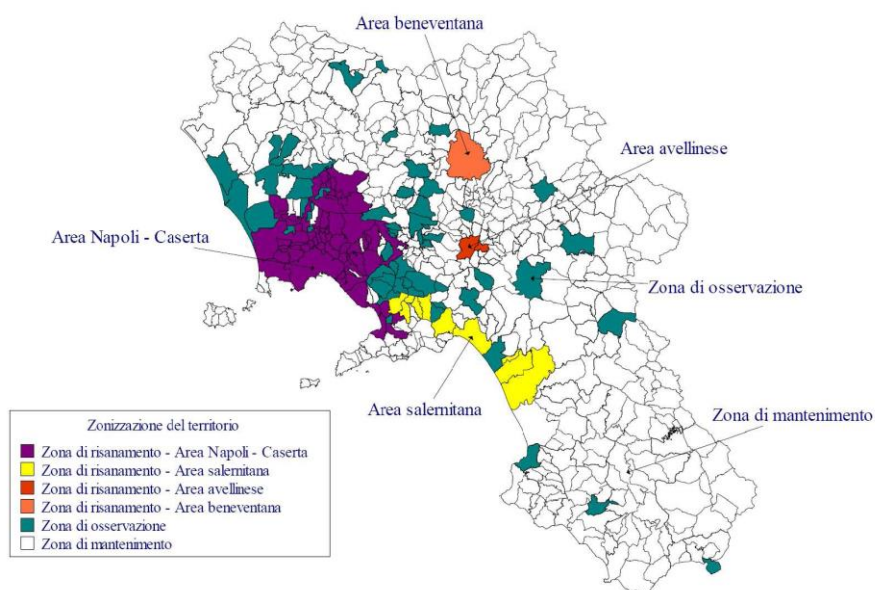 Area beneventana
Area avellinese
Area Napoli - Caserta
Zona di osservazione
Area salernitana
Zona di mantenimento
Zonizzazione del territorio
Zona di risanamento - Area Napoli - Caserta
Zona di risanamento - Area salernitana
Zona di risanamento - Area avellinese
Zona di risanamento - Area beneventana
Zona di osservazione
Zona di mantenimento